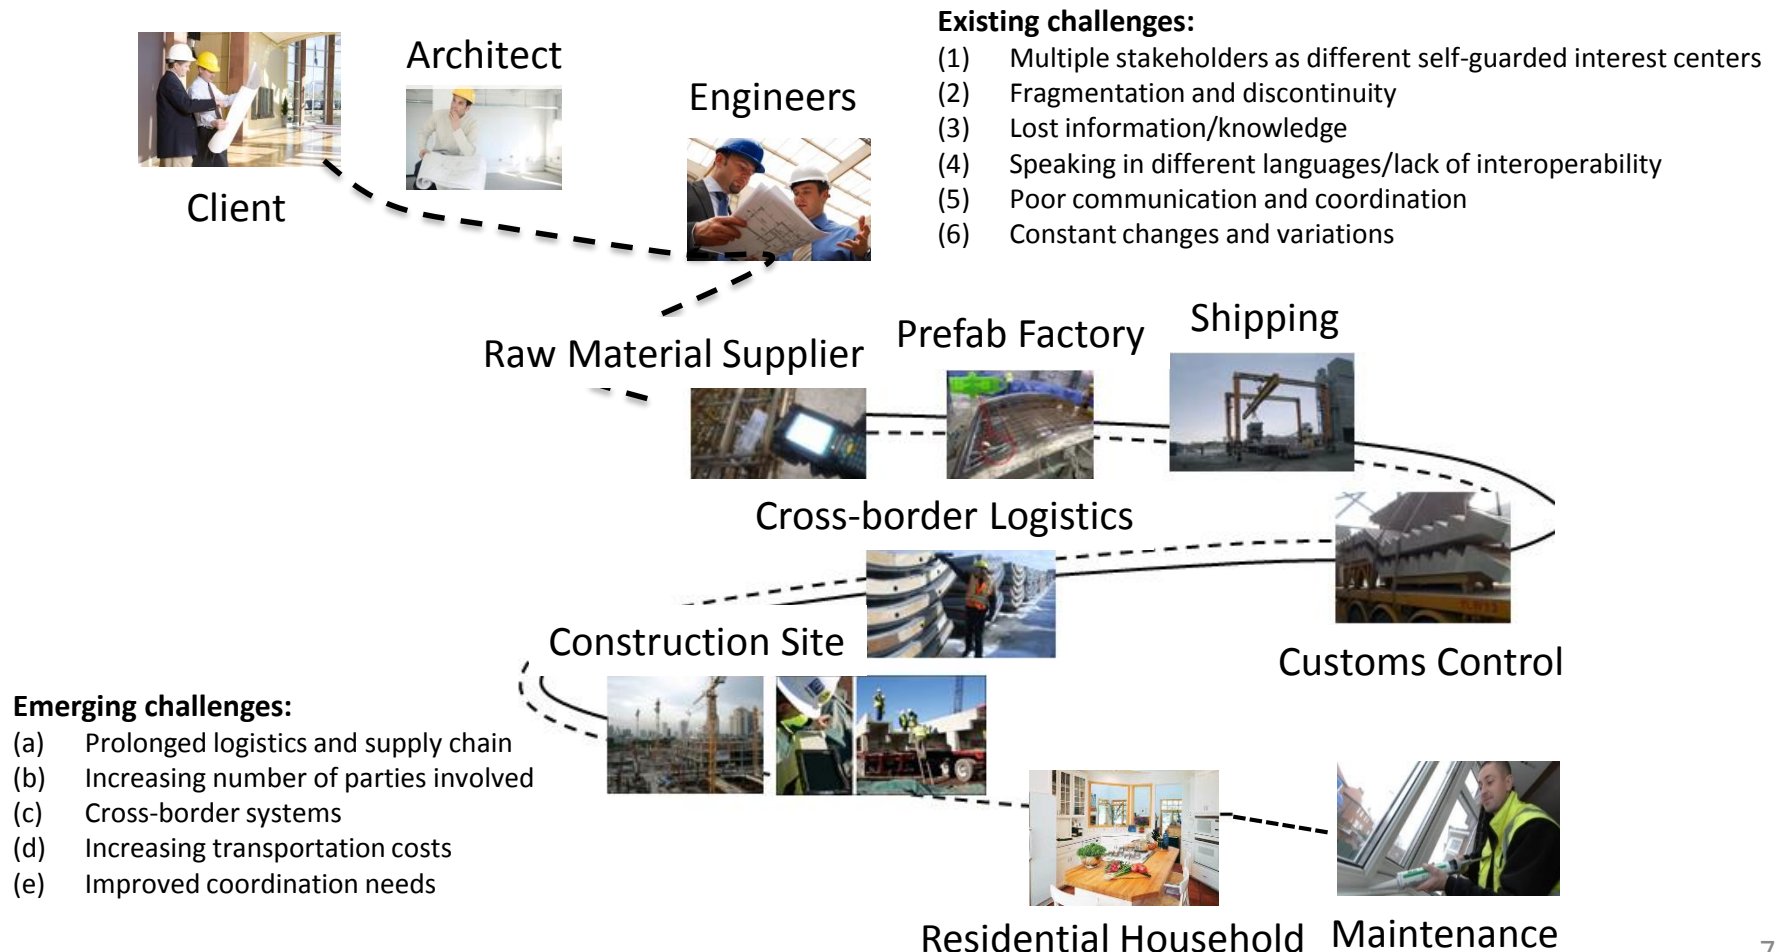 Existing challenges:
(1) Multiple stakeholders as different self-guarded interest centers
(2) Fragmentation and discontinuity
(3) Lost information/knowledge
(4) Speaking in different languages/lack of interoperability
(5) Poor communication and coordination
(6) Constant changes and variations
Architect
Engineers
Client
Raw Material Supplier
Prefab Factory
Shipping
Cross-border Logistics
Customs Control
Construction Site
Emerging challenges:
(a) Prolonged logistics and supply chain
(b) Increasing number of parties involved
(c) Cross-border systems
(d) Increasing transportation costs
(e) Improved coordination needs
Residential Household
Maintenance
7